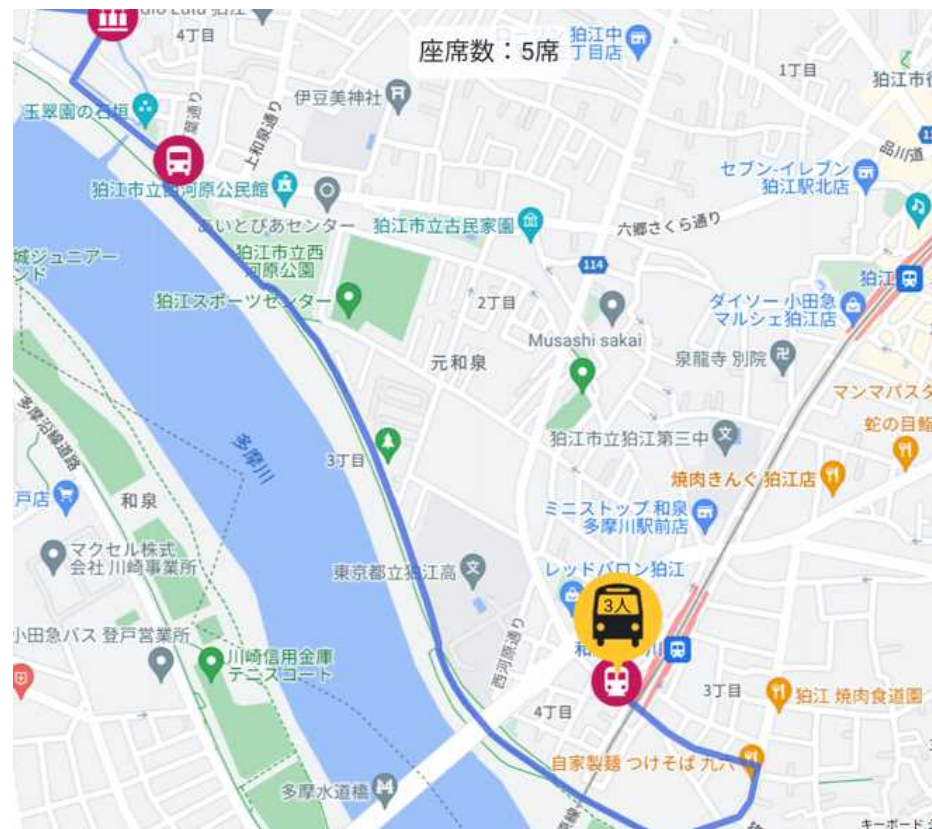 4丁目
座席数：5席
狛江中
丁目店
1丁目
狛江市役
伊豆美神社
玉翠園の石垣
葉通り
上和泉通り
品川道
セブン-イレブン
狛江駅北店
狛江市立西河原公民館
あいとぴあセンター
狛江市立古民家園
六郷さくら通り
城ジュニアー
ンド
狛江市立西
河原公園
114
狛江
狛江スポーツセンター
2丁目
ダイソー 小田急
マルシェ狛江店
Musashi sakai
元和泉
泉龍寺 別院
マンマパスタ
蛇の目鮨
多摩沿線道路
多摩川
3丁目
狛江市立狛江第三中
焼肉きんぐ 狛江店
戸店
和泉
ミニストップ 和泉
多摩川駅前店
マクセル株式
会社 川崎事業所
東京都立狛江高
レッドバロン狛江
3人
小田急バス 登戸営業所
川崎信用金庫
テニスコート
西河原通り
3丁目
狛江 焼肉食道園
4丁目
自家製麺 つけそば 九六
多摩水道橋
キーボード